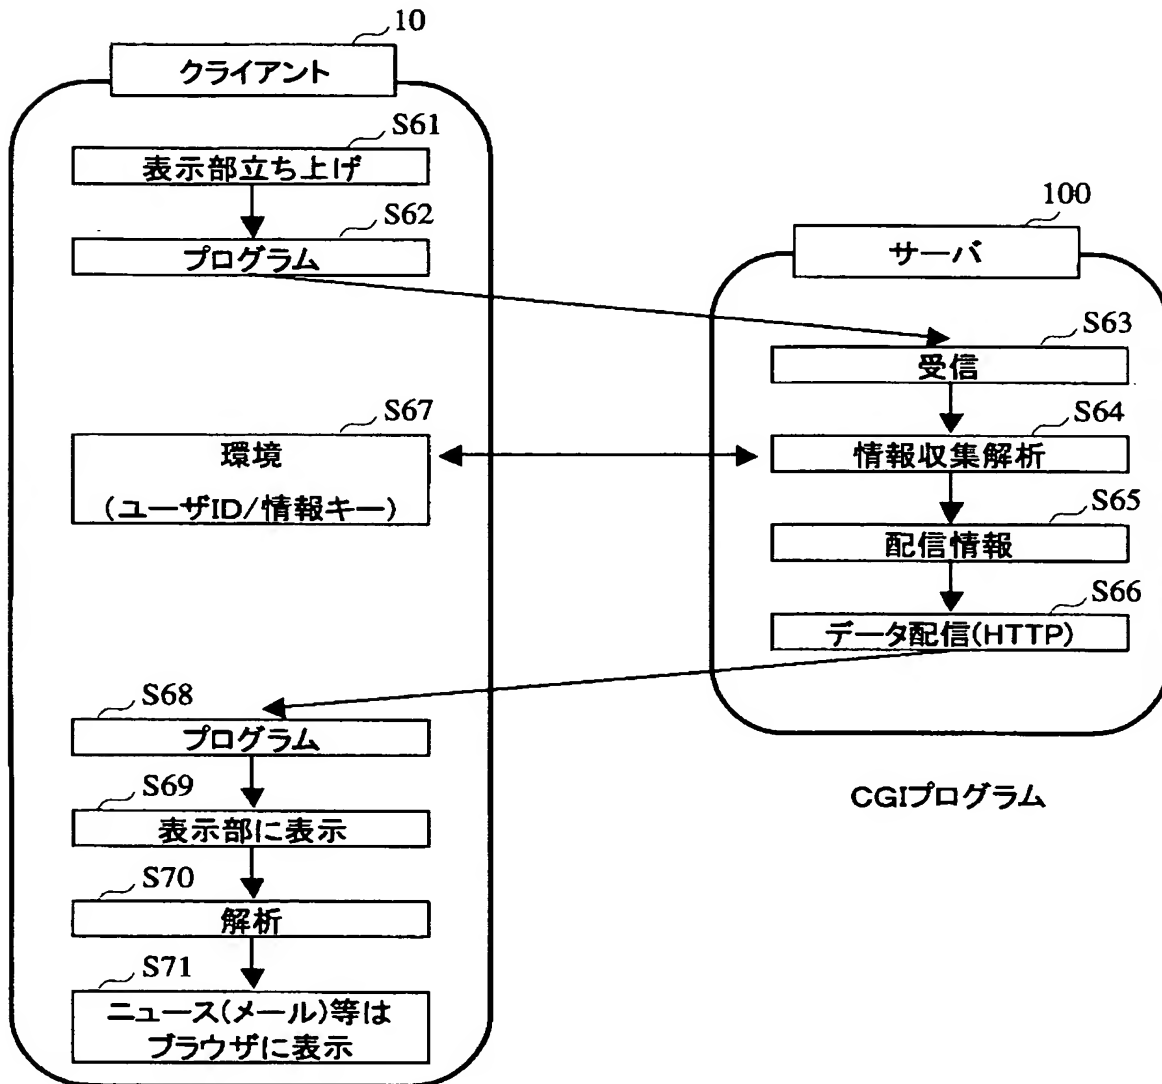 10
クライアント
S61
表示部立ち上げ
S62
プログラム
S67
環境
(ユーザID/情報キー)
S68
プログラム
S69
表示部に表示
S70
解析
S71
ニュース(メール)等は
ブラウザに表示
100
サーバ
S63
受信
S64
情報収集解析
S65
配信情報
S66
データ配信(HTTP)
CGIプログラム